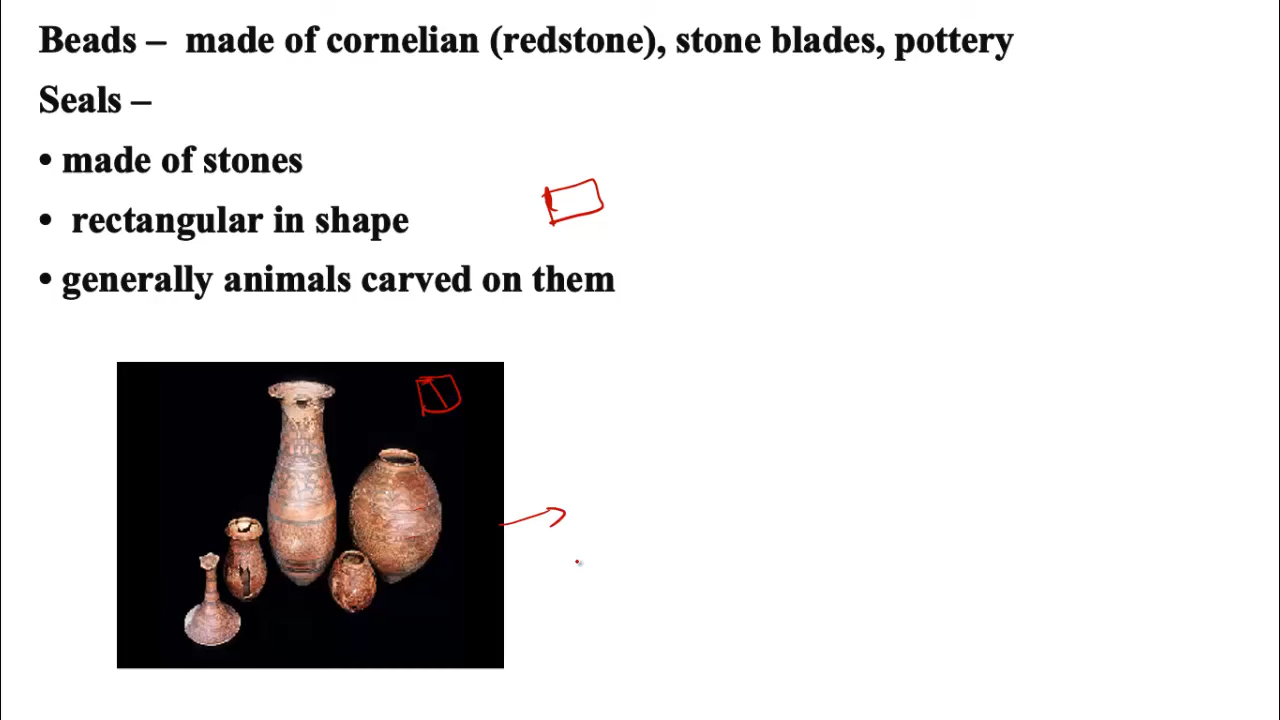 Beads –  made of cornelian (redstone), stone blades, pottery
Seals –
• made of stones
•  rectangular in shape
• generally animals carved on them